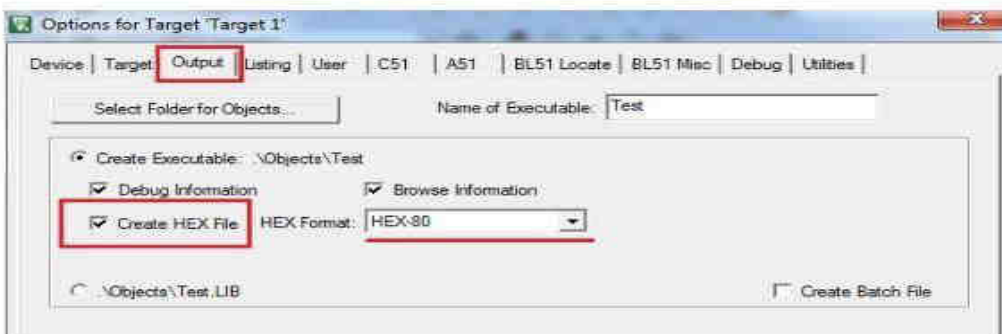 Options for Target 'Target 1'
Device | Target | Output | Listing | User | C51 | A51 | BL51 Locate | BL51 Misc | Debug | Utilities |
Select Folder for Objects... Name of Executable: Test
Create Executable: .\Objects\Test
Debug Information Browse Information
Create HEX File HEX Format: HEX-80
.\Objects\Test.LIB Create Batch File